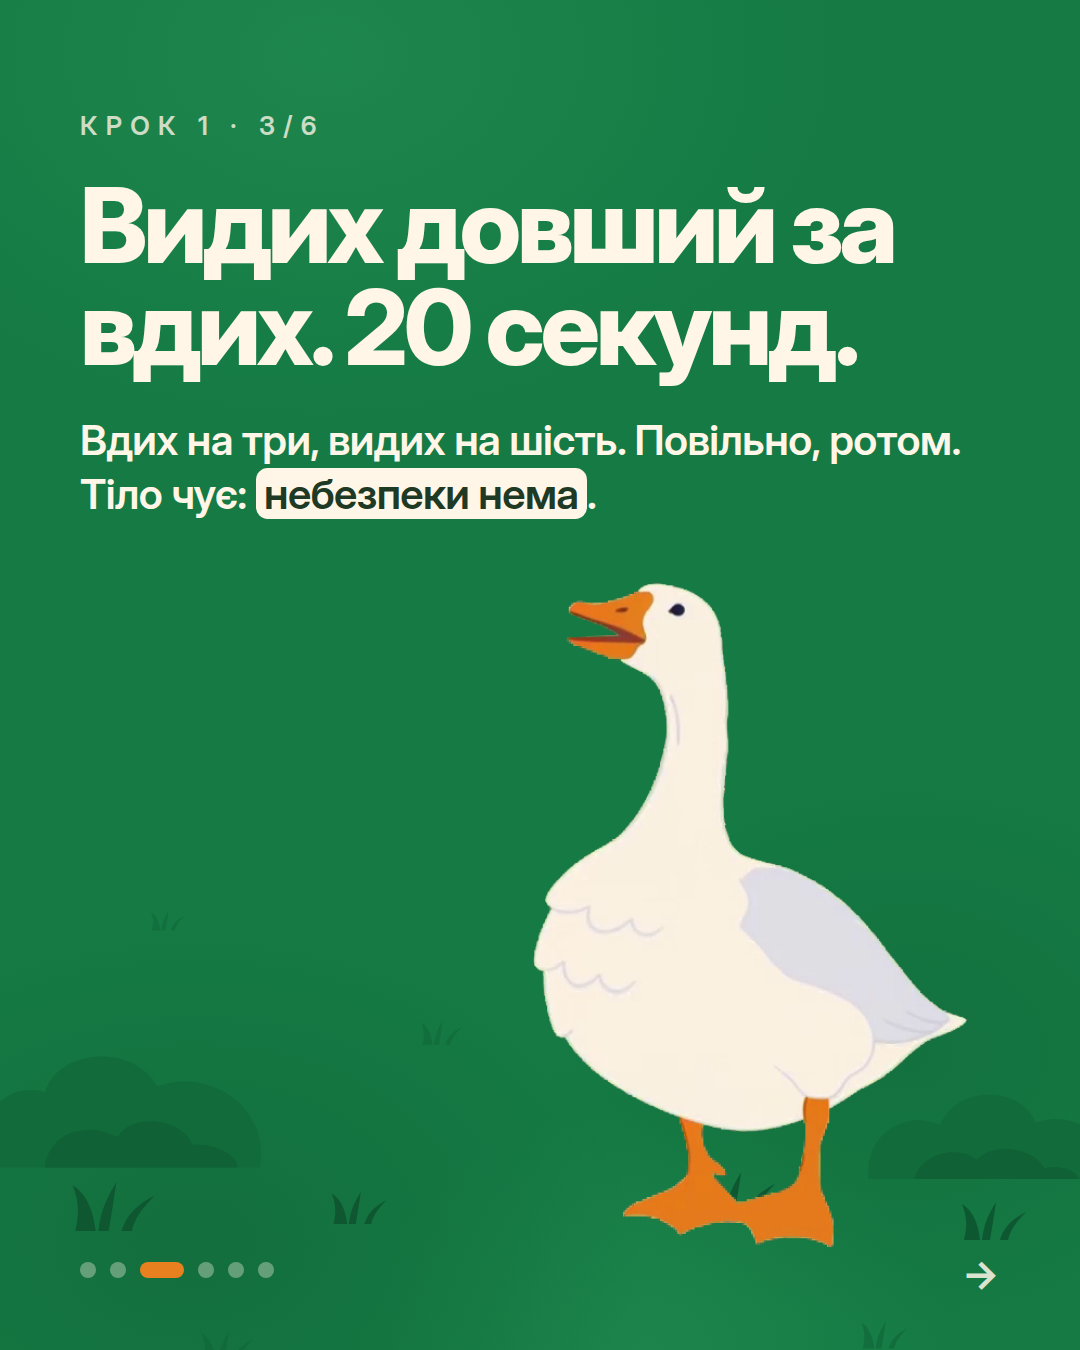 КРОК 1 · 3/6
Видих довший за
вдих. 20 секунд.
Вдих на три, видих на шість. Повільно, ротом.
Тіло чує: небезпеки нема.